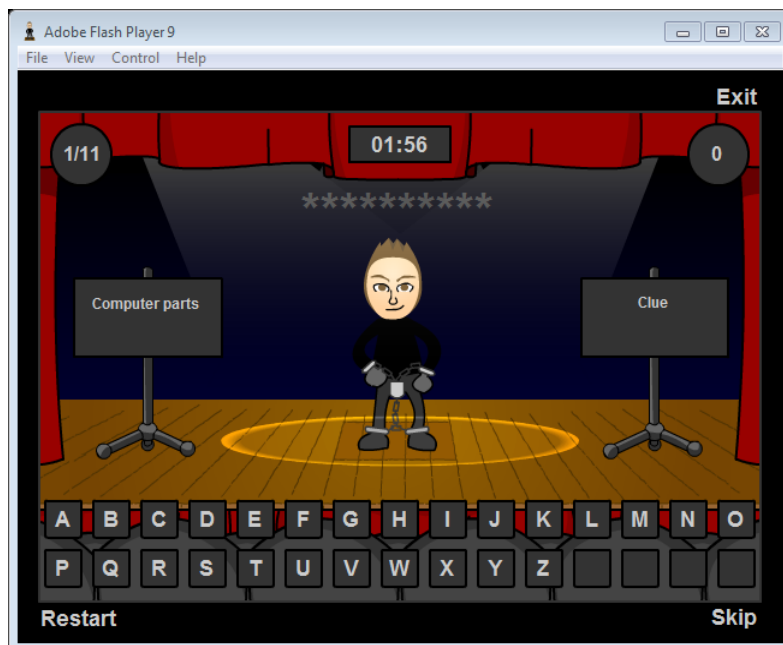 Adobe Flash Player 9
File View Control Help
Exit
1/11
01:56
0
**********
Computer parts
Clue
A B C D E F G H I J K L M N O
P Q R S T U V W X Y Z
Restart
Skip